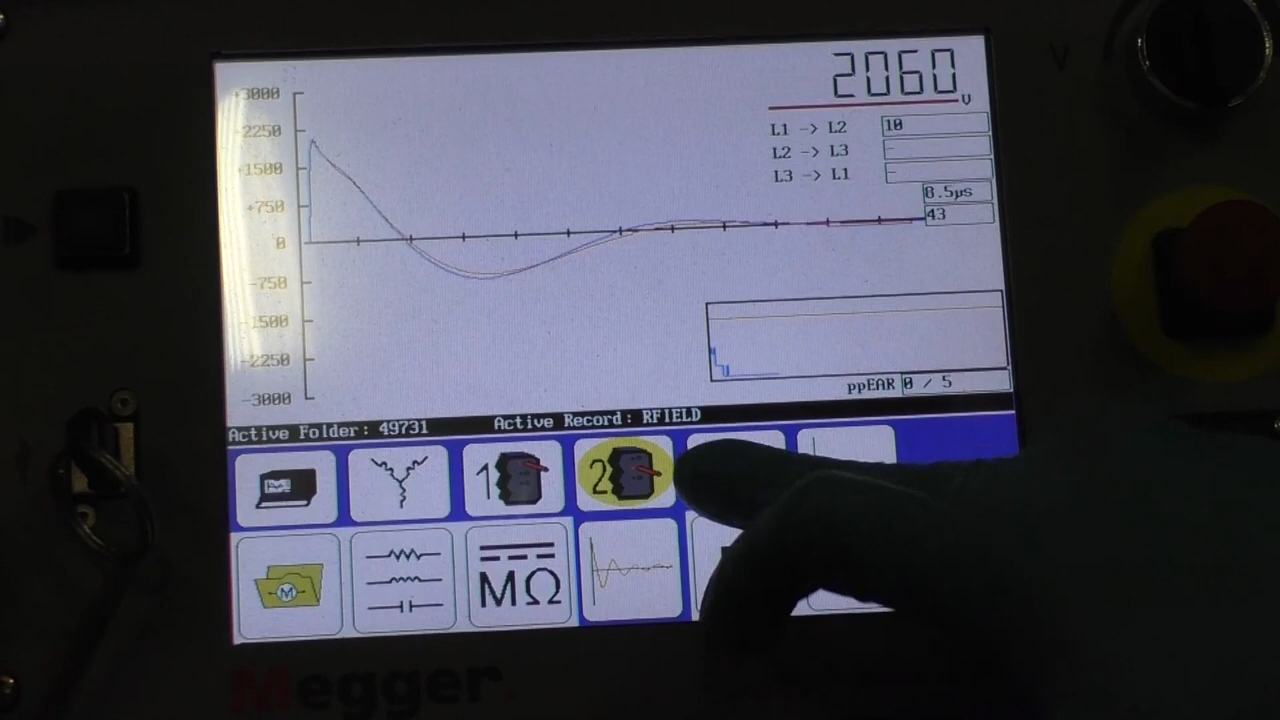 2060
V
+3000
+2250
+1500
+750
0
-750
-1500
-2250
-3000
L1 -> L2 10
L2 -> L3 -
L3 -> L1 -
8.5µs
43
ppEAR 0 / 5
Active Folder: 49731 Active Record: RFIELD
1
2
M
MΩ
Megger.